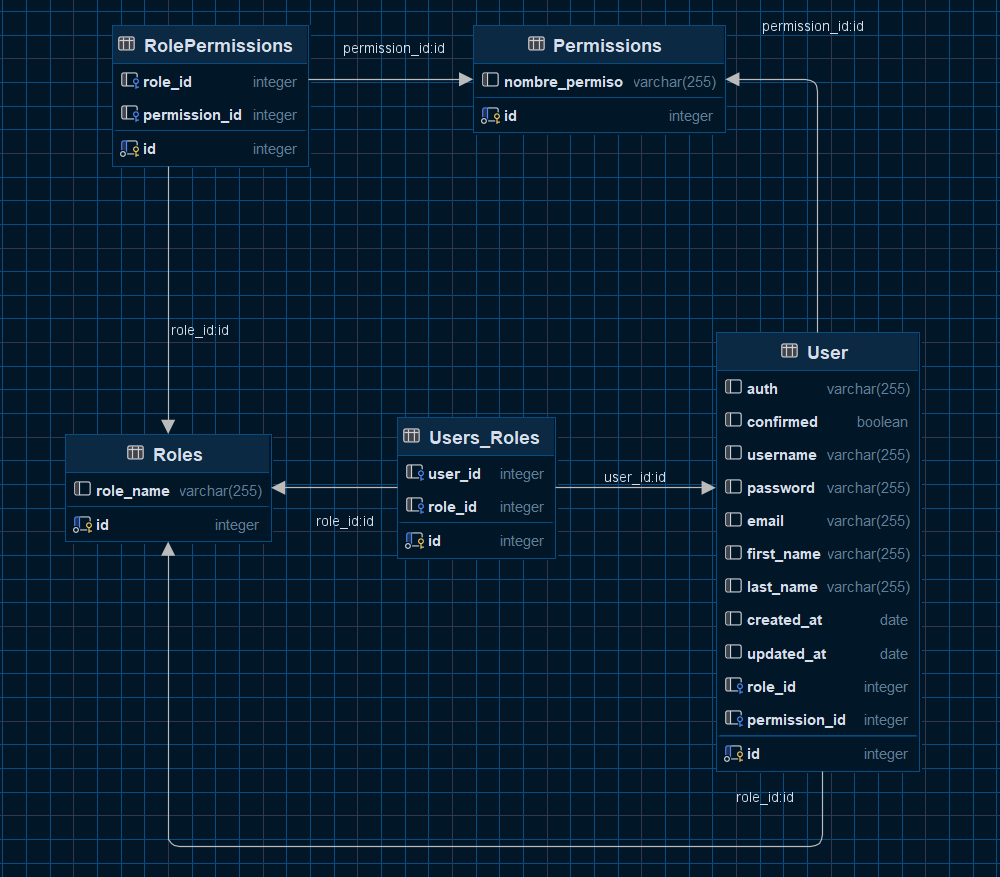 permission_id:id
RolePermissions
role_id integer
permission_id integer
id integer
permission_id:id
Permissions
nombre_permiso varchar(255)
id integer
role_id:id
Roles
role_name varchar(255)
id integer
role_id:id
Users_Roles
user_id integer
role_id integer
id integer
user_id:id
User
auth varchar(255)
confirmed boolean
username varchar(255)
password varchar(255)
email varchar(255)
first_name varchar(255)
last_name varchar(255)
created_at date
updated_at date
role_id integer
permission_id integer
id integer
role_id:id